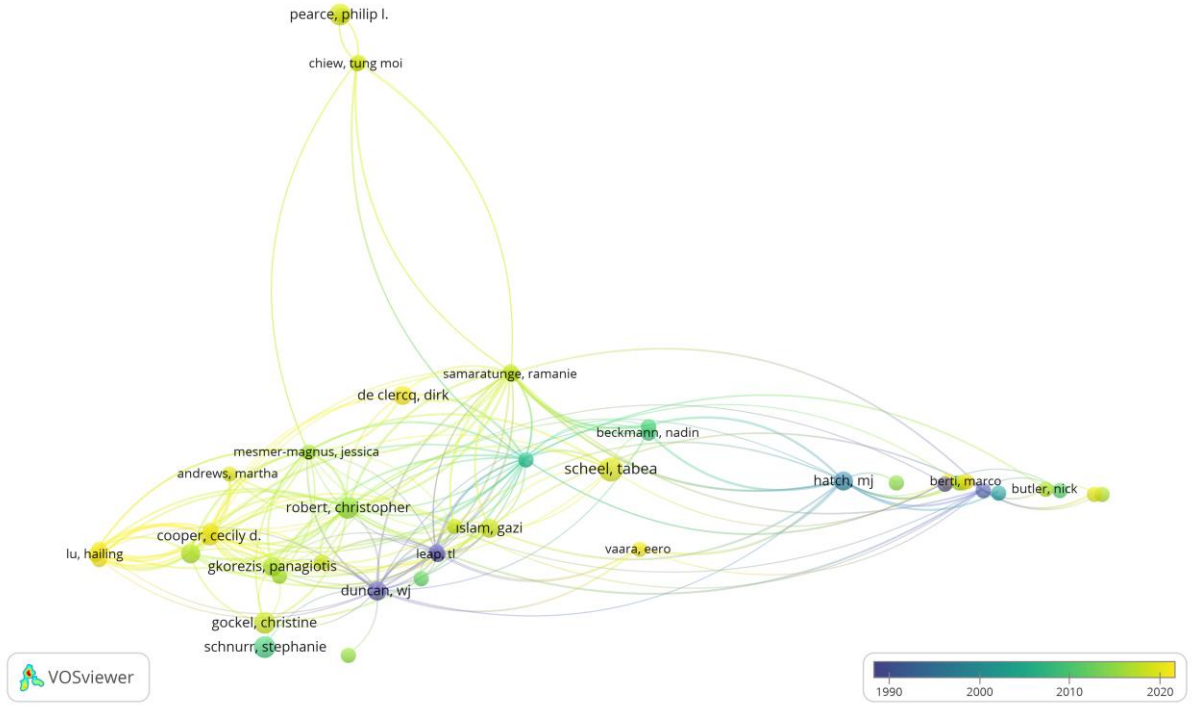 pearce, philip l.
chiew, tung moi
samaratunge, ramanie
de clercq, dirk
beckmann, nadin
mesmer-magnus, jessica
scheel, tabea
andrews, martha
hatch, mj
berti, marco
butler, nick
robert, christopher
islam, gazi
cooper, cecily d.
lu, hailing
leap, tl
vaara, eero
gkorezis, panagiotis
duncan, wj
gockel, christine
schnurr, stephanie
VOSviewer
1990 2000 2010 2020